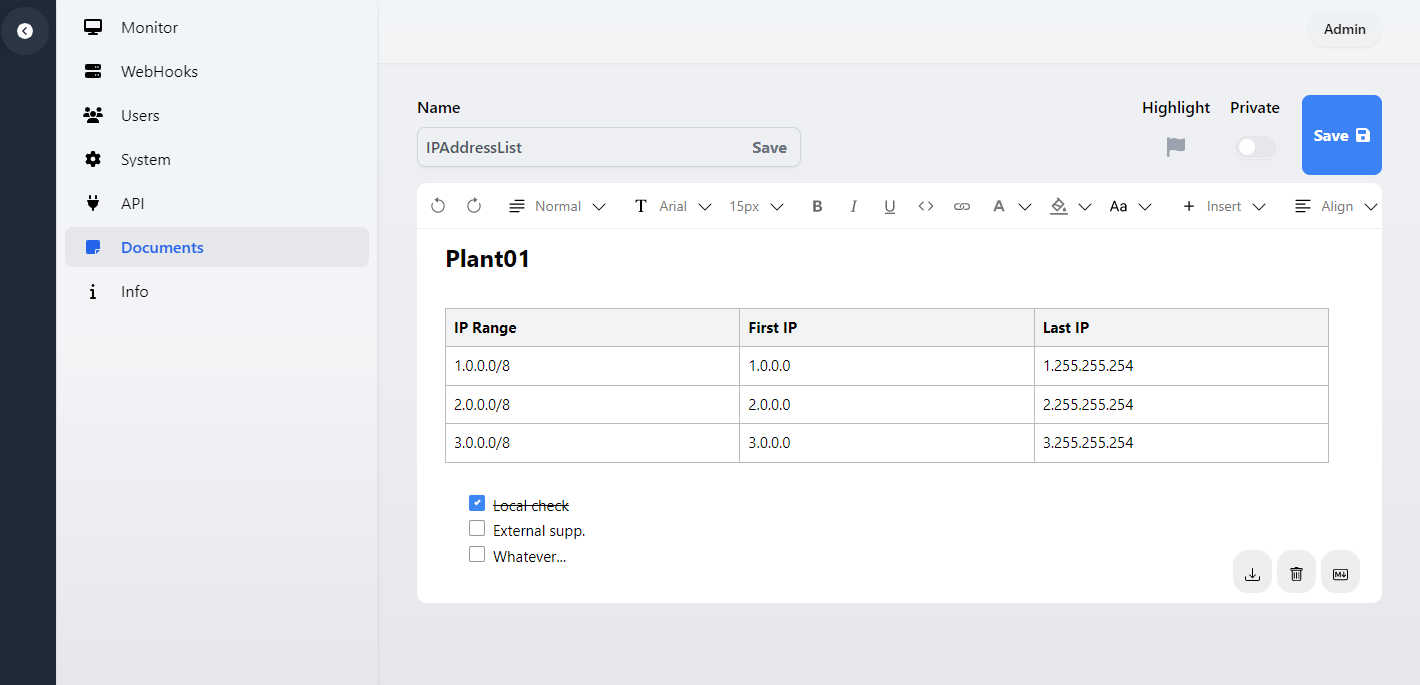 Monitor
WebHooks
Users
System
API
Documents
Info
Admin
Name
Highlight Private
IPAddressList Save
Save
Normal T Arial 15px B I U <> A Aa + Insert Align
Plant01
IP Range First IP Last IP
1.0.0.0/8 1.0.0.0 1.255.255.254
2.0.0.0/8 2.0.0.0 2.255.255.254
3.0.0.0/8 3.0.0.0 3.255.255.254
Local check
External supp.
Whatever...
M↓